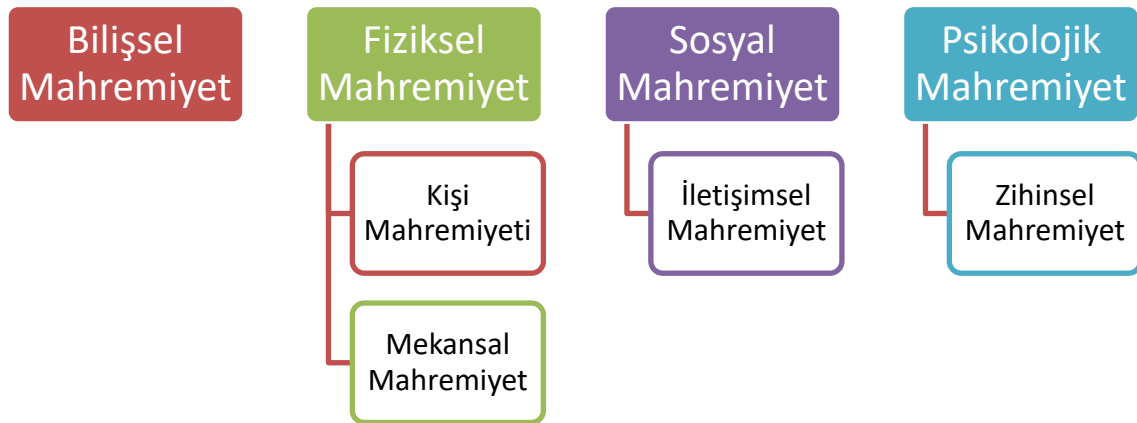 Bilişsel
Mahremiyet
Fiziksel
Mahremiyet
Kişi
Mahremiyeti
Mekansal
Mahremiyet
Sosyal
Mahremiyet
İletişimsel
Mahremiyet
Psikolojik
Mahremiyet
Zihinsel
Mahremiyet